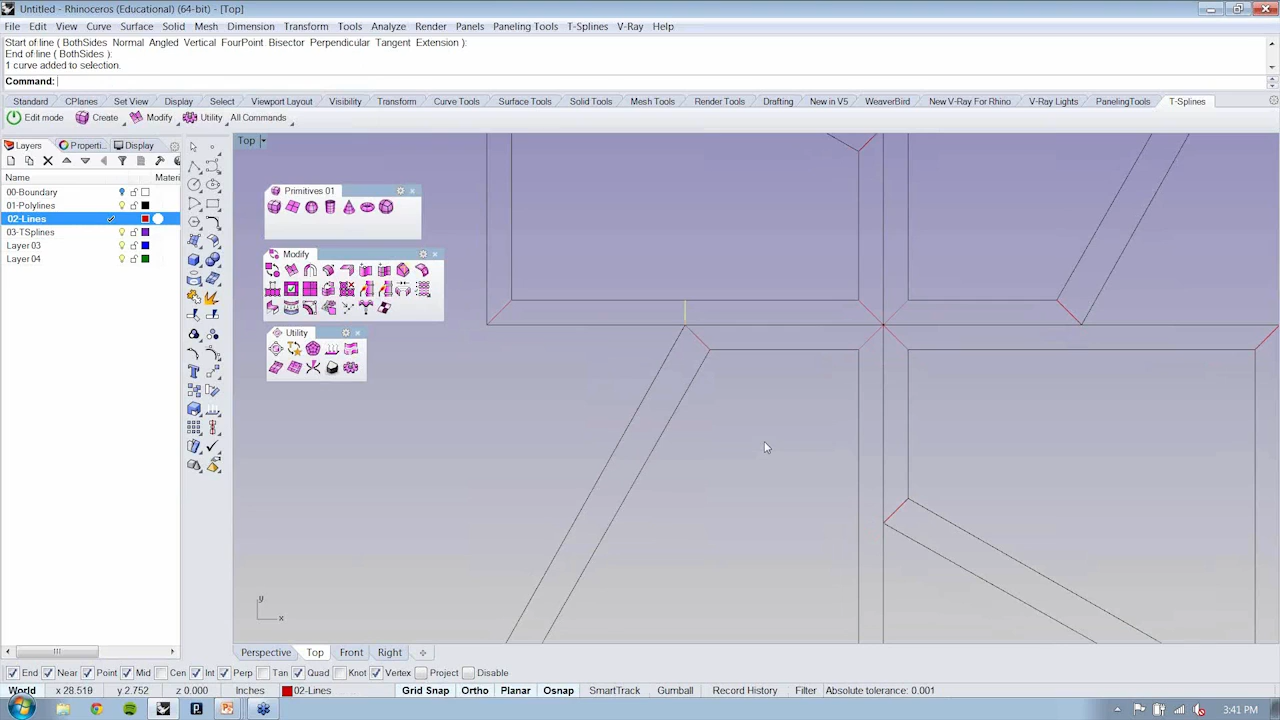 Untitled - Rhinoceros (Educational) (64-bit) - [Top]
File Edit View Curve Surface Solid Mesh Dimension Transform Tools Analyze Render Panels Paneling Tools T-Splines V-Ray Help
Start of line ( BothSides Normal Angled Vertical FourPoint Bisector Perpendicular Tangent Extension ):
End of line ( BothSides ):
1 curve added to selection.
Command:
Standard CPlanes Set View Display Select Viewport Layout Visibility Transform Curve Tools Surface Tools Solid Tools Mesh Tools Render Tools Drafting New in V5 WeaverBird New V-Ray For Rhino V-Ray Lights PanelingTools T-Splines
Edit mode Create Modify Utility All Commands
Layers Properti... Display
Top
Name Materi
00-Boundary
01-Polylines
02-Lines
03-TSplines
Layer 03
Layer 04
Primitives 01
Modify
Utility
y
x
Perspective Top Front Right
End Near Point Mid Cen Int Perp Tan Quad Knot Vertex Project Disable
World x 28.519 y 2.752 z 0.000 Inches 02-Lines Grid Snap Ortho Planar Osnap SmartTrack Gumball Record History Filter Absolute tolerance: 0.001
3:41 PM